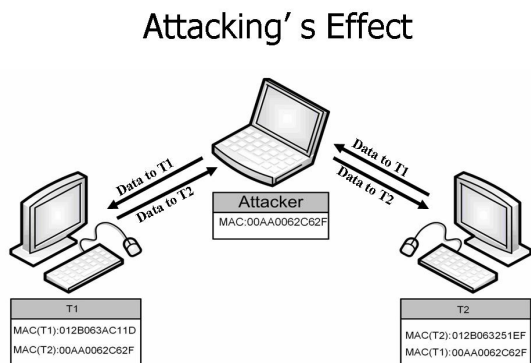 Attacking's Effect
Data to T1
Data to T2
Data to T1
Data to T2
Attacker
MAC:00AA0062C62F
T1
MAC(T1):012B063AC11D
MAC(T2):00AA0062C62F
T2
MAC(T2):012B063251EF
MAC(T1):00AA0062C62F